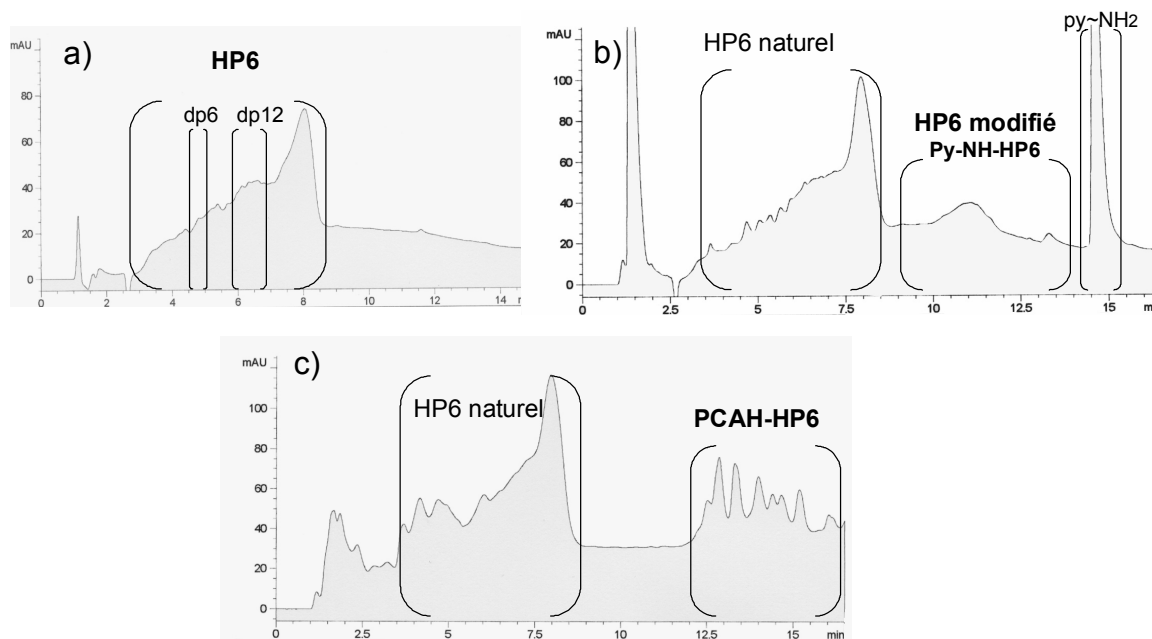 a)
mAU
HP6
dp6
dp12
80
60
40
20
0
0 2 4 6 8 10 12 14
b)
mAU
HP6 naturel
py~NH2
HP6 modifié
Py-NH-HP6
100
80
60
40
20
0
0 2.5 5 7.5 10 12.5 15
c)
mAU
HP6 naturel
PCAH-HP6
100
80
60
40
20
0
0 2.5 5 7.5 10 12.5 15 min